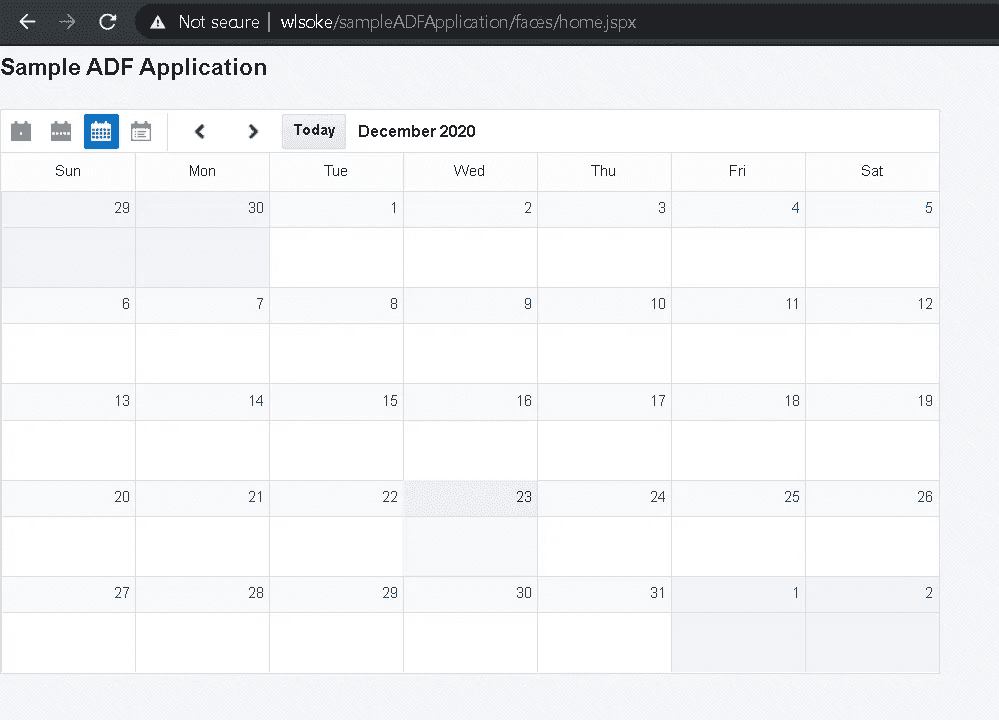 Not secure | wlsoke/sampleADFApplication/faces/home.jspx
Sample ADF Application
Today December 2020
Sun Mon Tue Wed Thu Fri Sat
29 30 1 2 3 4 5
6 7 8 9 10 11 12
13 14 15 16 17 18 19
20 21 22 23 24 25 26
27 28 29 30 31 1 2